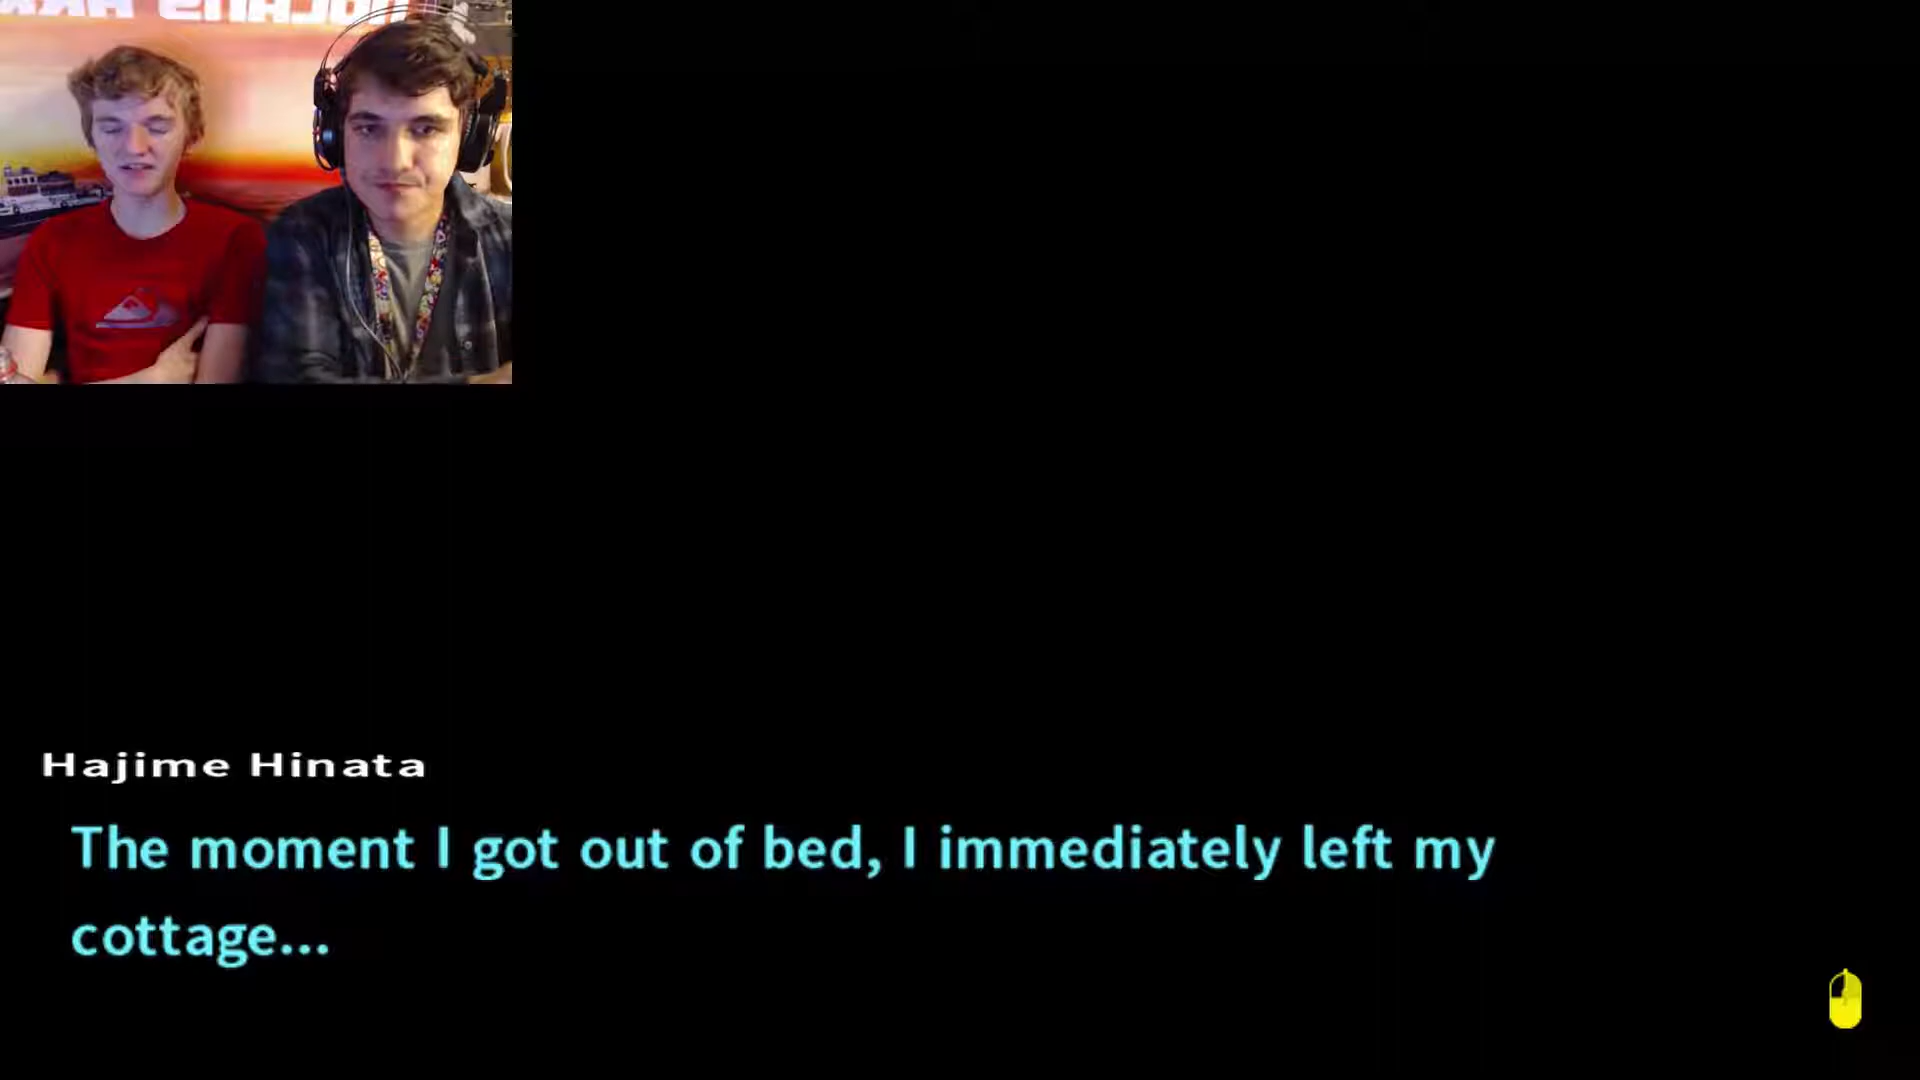 Hajime Hinata
The moment I got out of bed, I immediately left my
cottage...